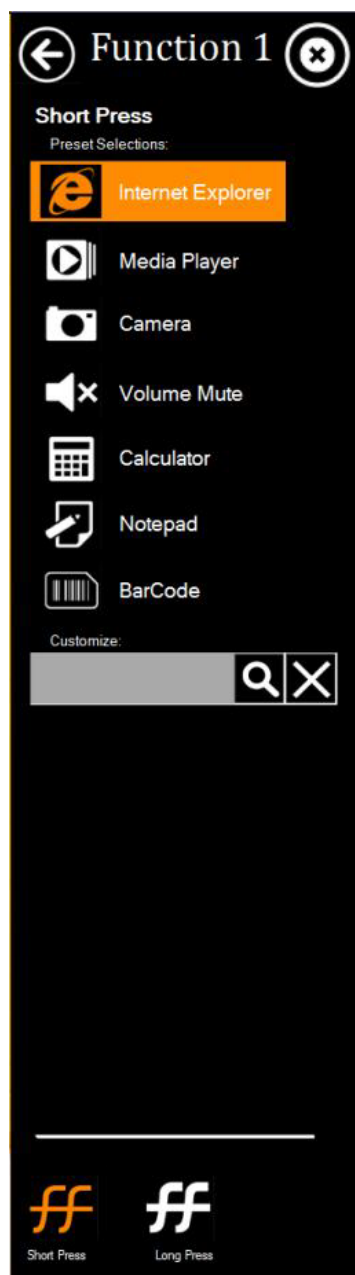 Function 1
Short Press
Preset Selections:
Internet Explorer
Media Player
Camera
Volume Mute
Calculator
Notepad
BarCode
Customize:
Short Press
Long Press